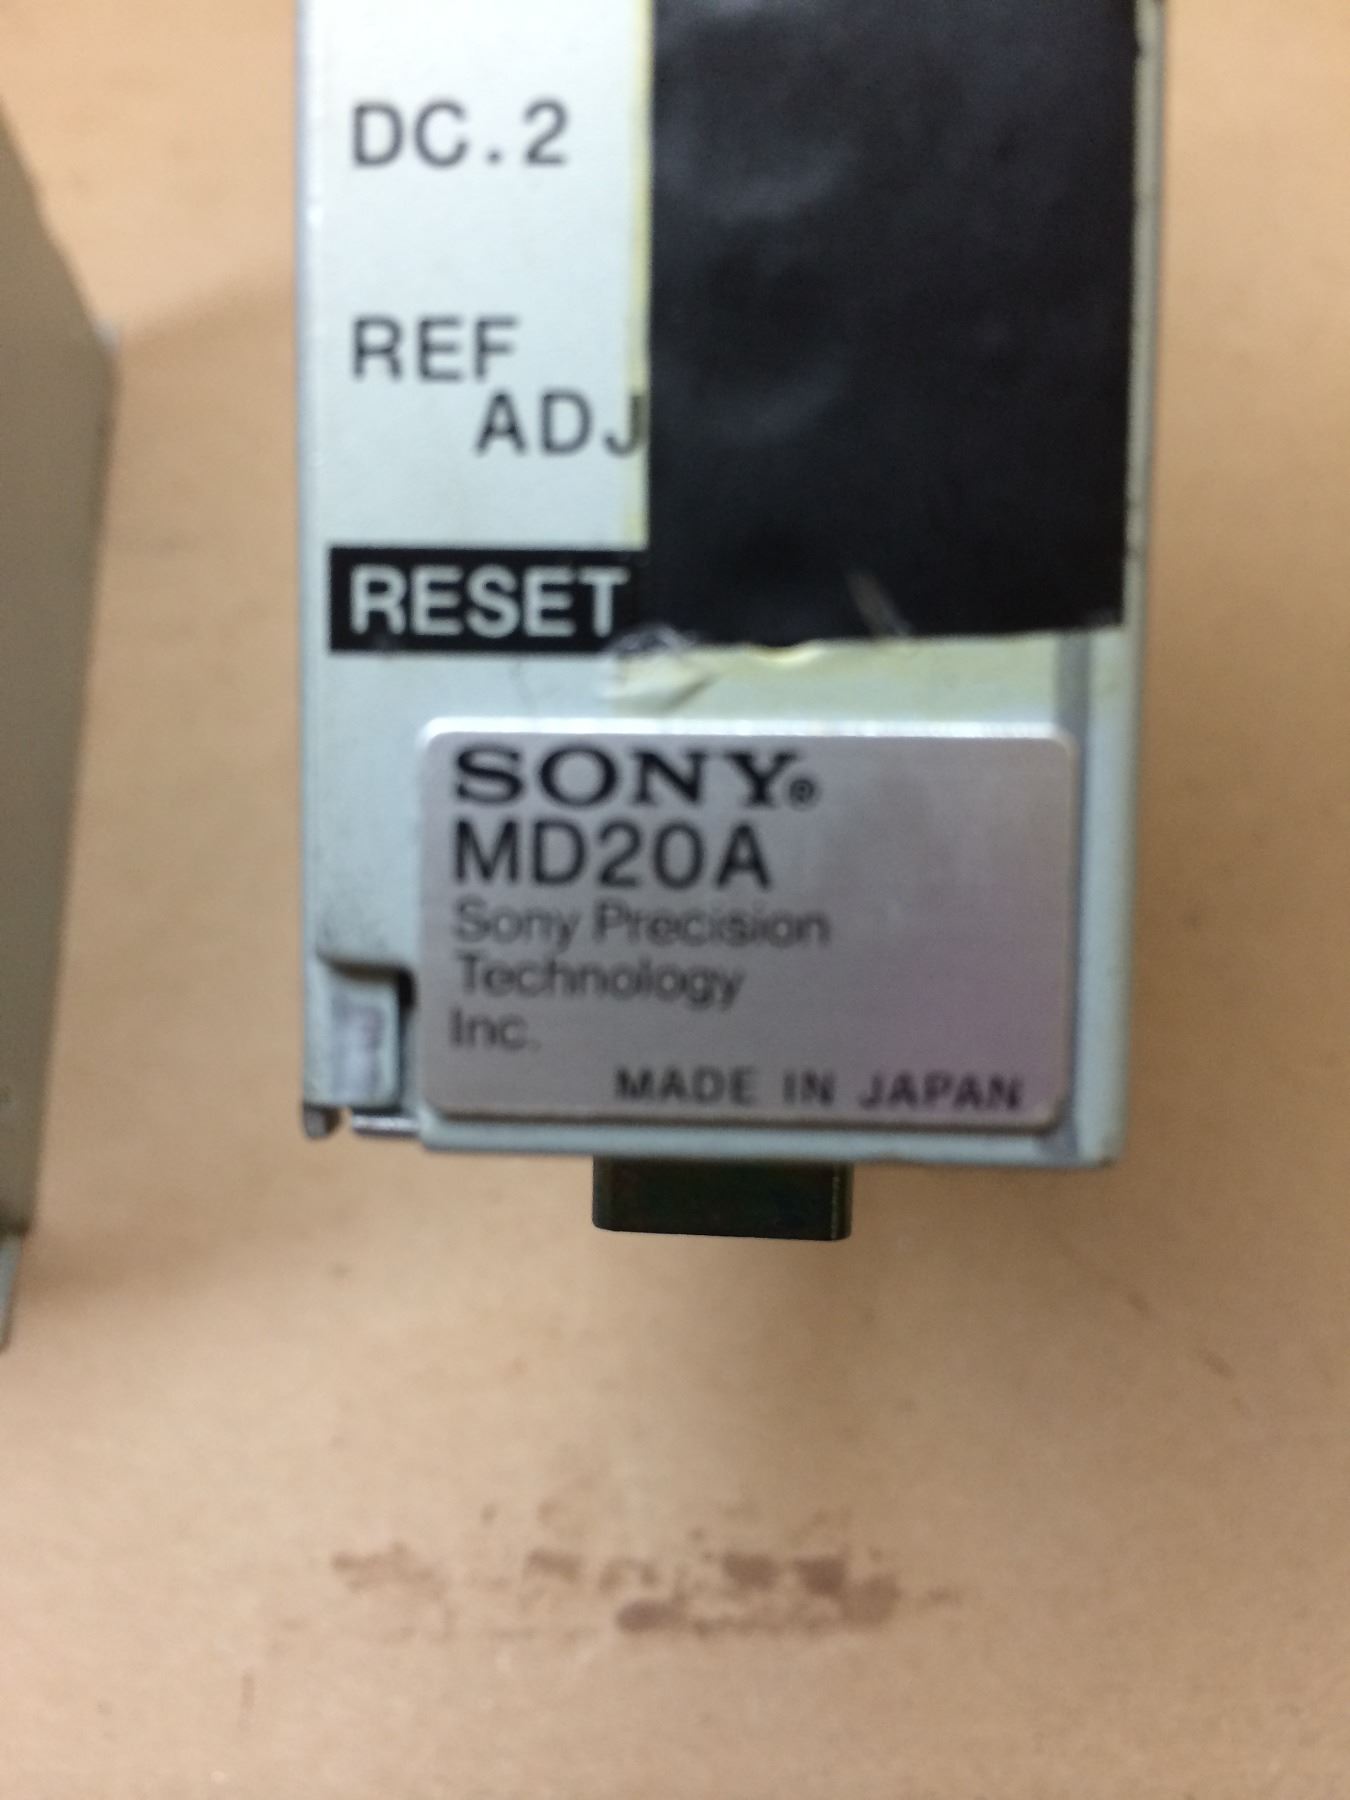 DC.2
REF
ADJ
RESET
SONY®
MD20A
Sony Precision
Technology
Inc.
MADE IN JAPAN